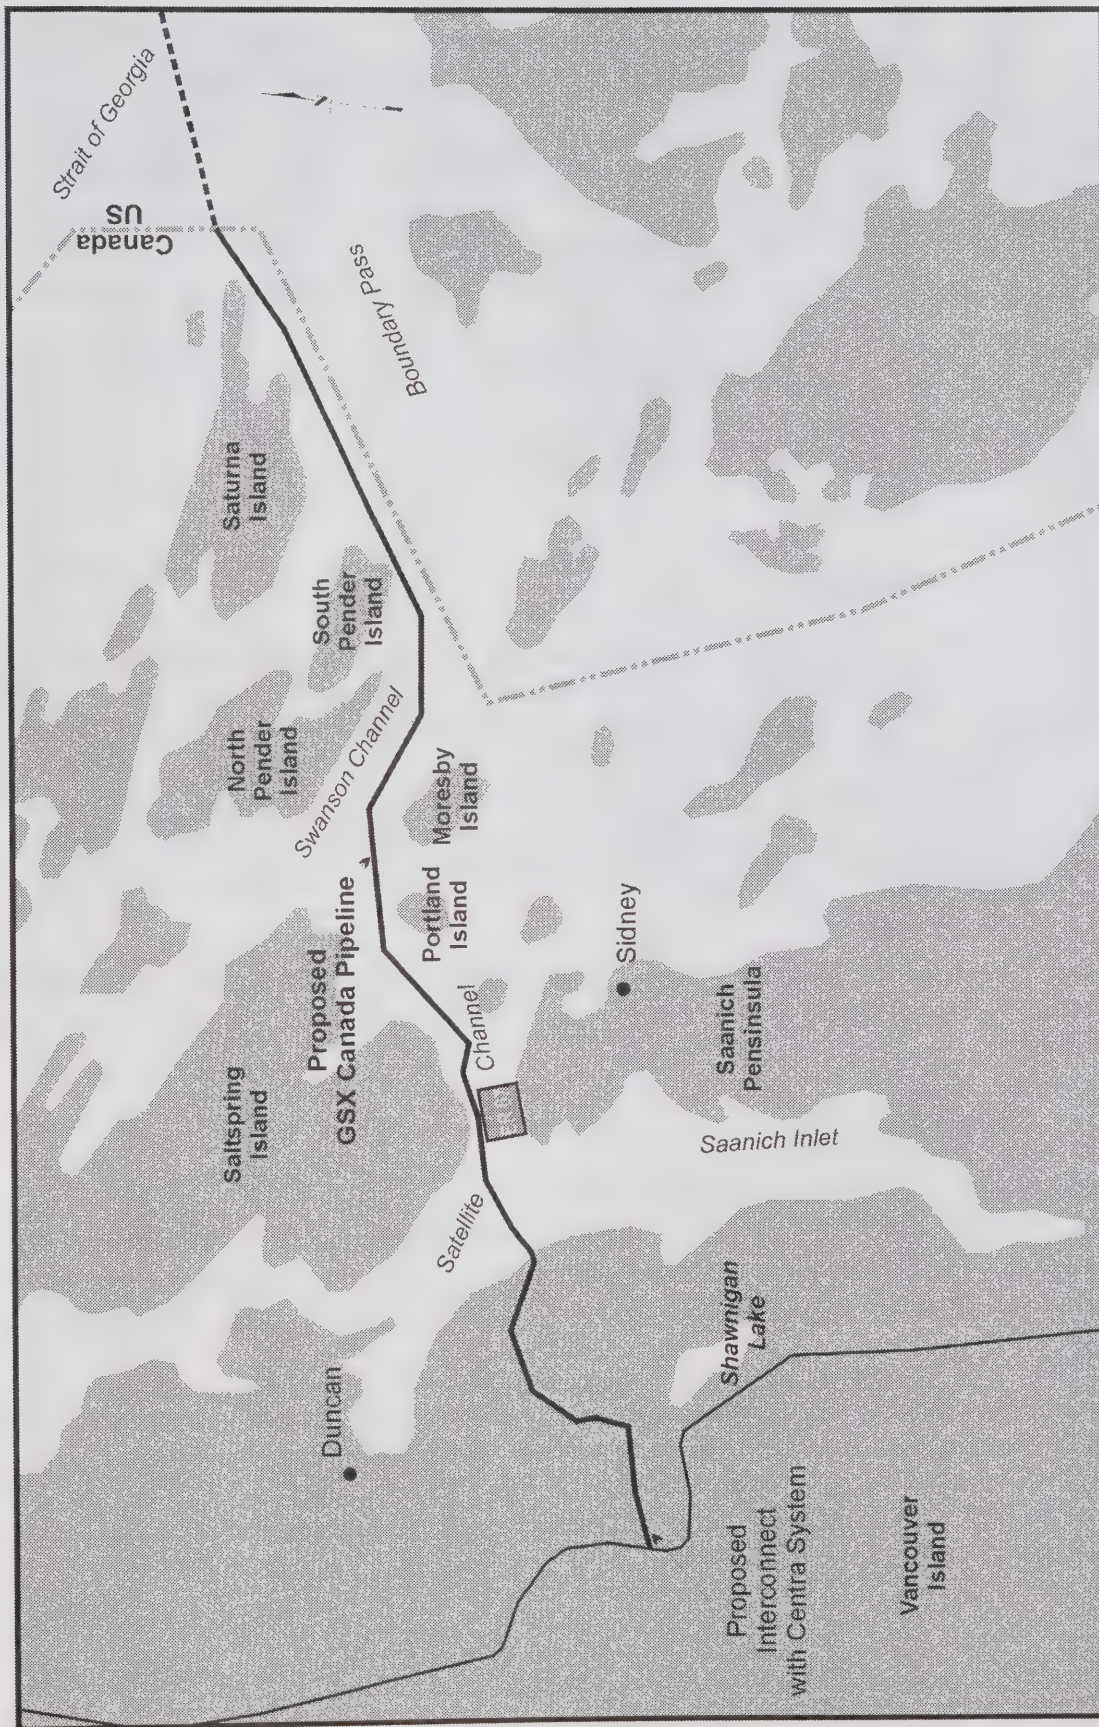 Strait of Georgia
US
Canada
Boundary Pass
Saturna
Island
South
Pender
Island
North
Pender
Island
Swanson Channel
Moresby
Island
Portland
Island
Proposed
GSX Canada Pipeline
Saltspring
Island
Channel
Satellite
Sidney
Saanich
Pensinsula
Saanich Inlet
Shawnigan
Lake
Duncan
Proposed
Interconnect
with Centra System
Vancouver
Island